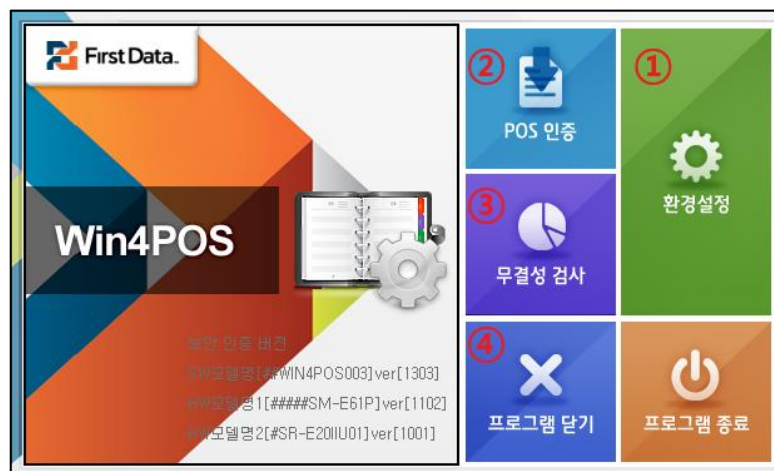 First Data.
Win4POS
보안 인증 버전
SW모델명[##WIN4POS003]ver[1303]
HW모델명1[#####SM-E61P]ver[1102]
HW모델명2[#SR-E20IIU01]ver[1001]
②
POS 인증
①
환경설정
③
무결성 검사
④
프로그램 닫기
프로그램 종료